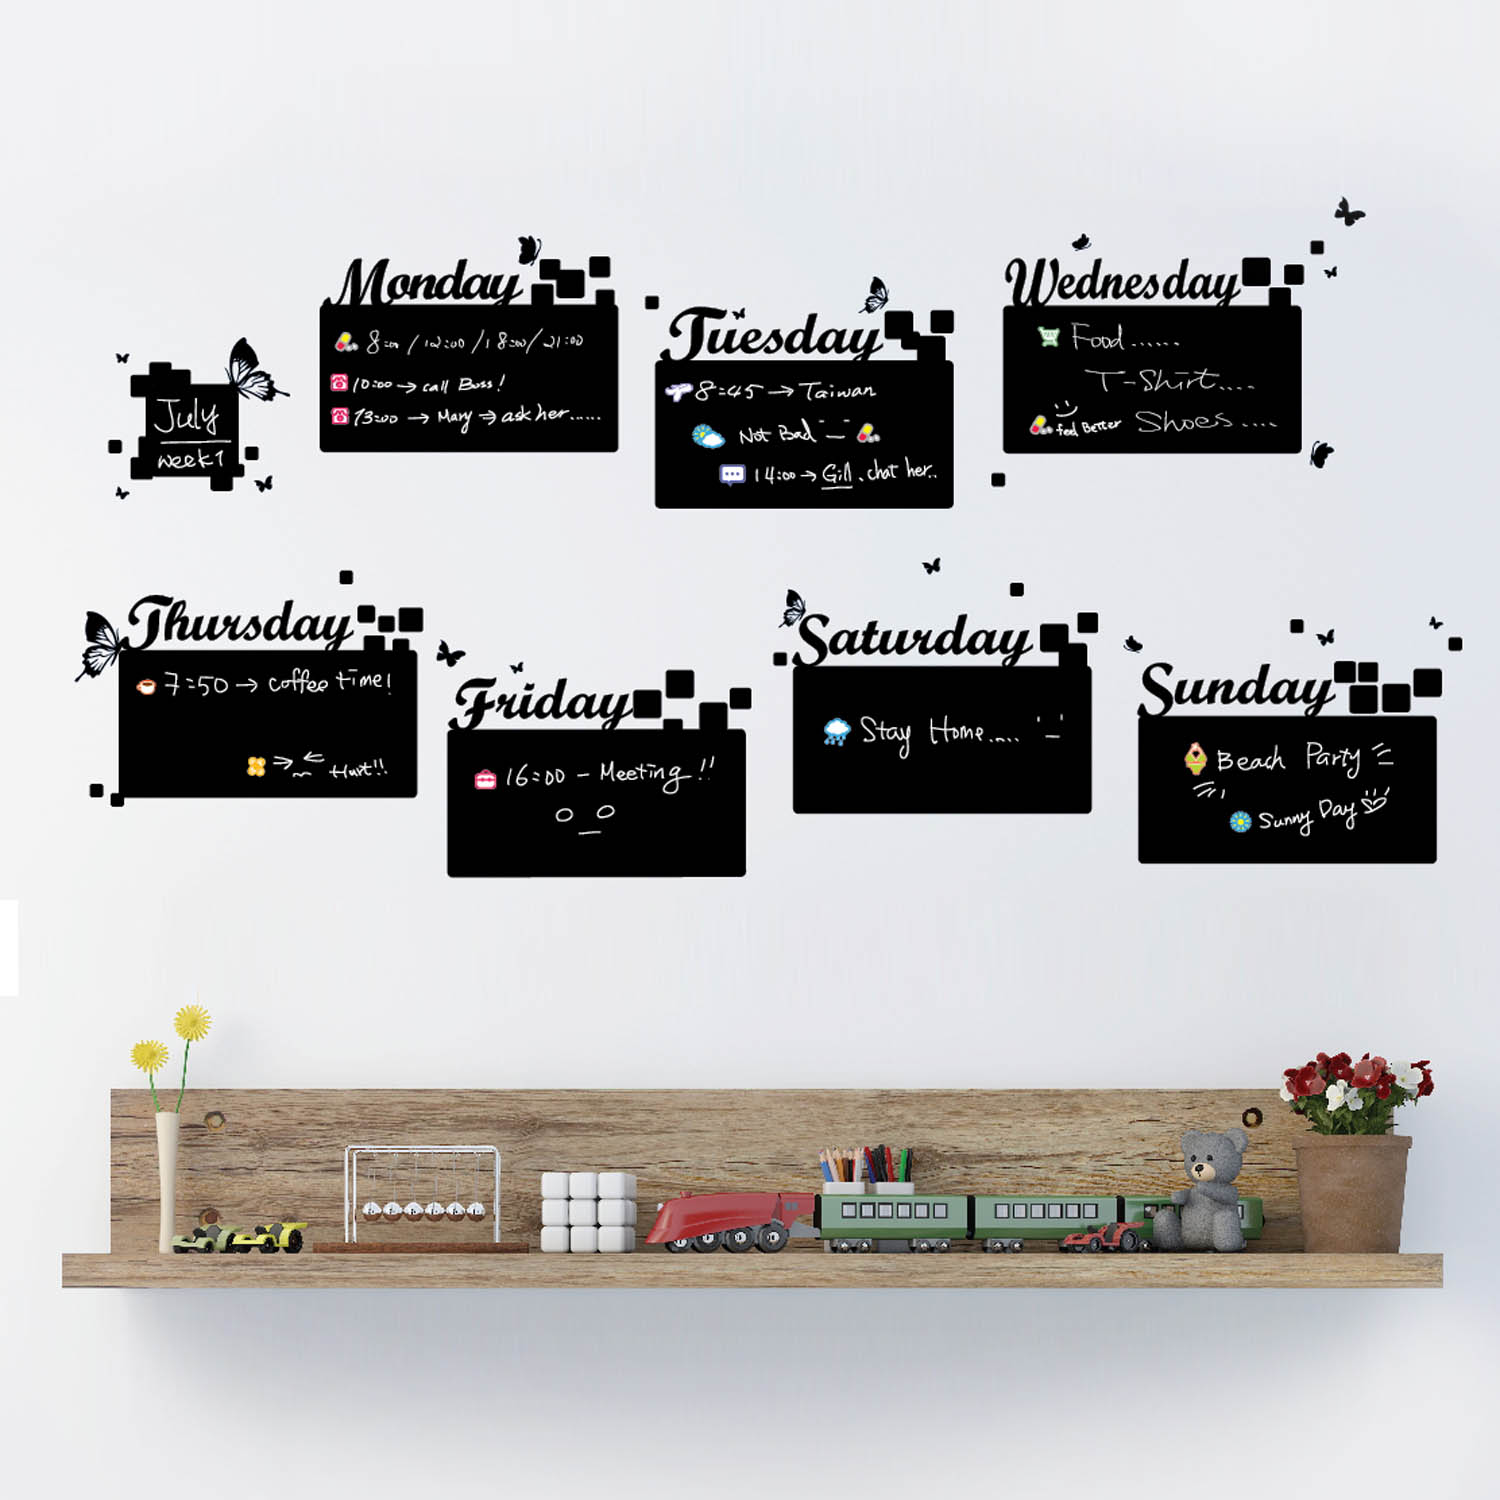 July
week 1
Monday
8:00 / 12:00 / 18:00 / 21:00
10:00 → call Boss!
13:00 → Mary → ask her......
Tuesday
8:45 → Taiwan
Not Bad
14:00 → Gill. chat her..
Wednesday
Food......
T-Shirt....
feel Better Shoes....
Thursday
7:50 → coffee time!
Hurt!!
Friday
16:00 - Meeting!!
Saturday
Stay Home....
Sunday
Beach Party
Sunny Day